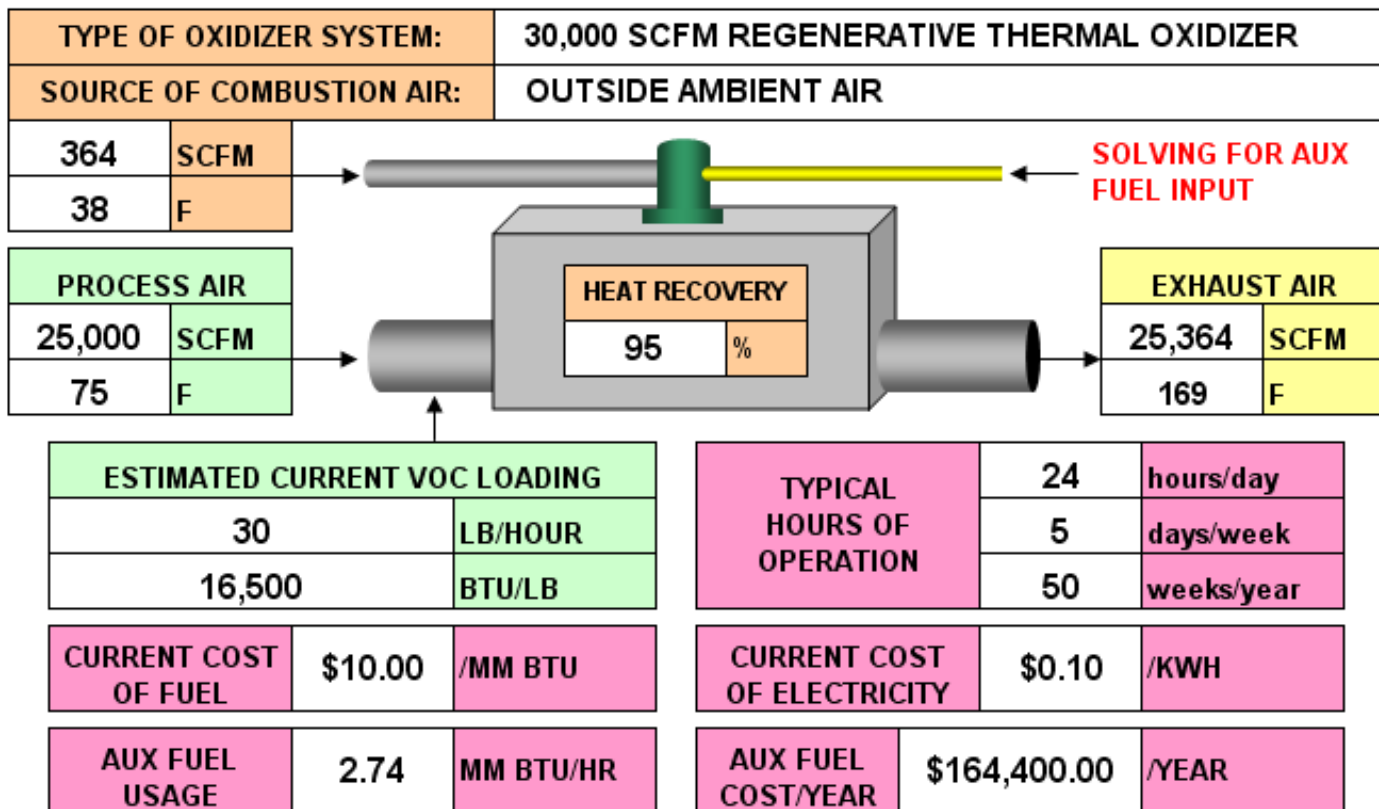 TYPE OF OXIDIZER SYSTEM: 30,000 SCFM REGENERATIVE THERMAL OXIDIZER
SOURCE OF COMBUSTION AIR: OUTSIDE AMBIENT AIR
364 SCFM
38 F
SOLVING FOR AUX
FUEL INPUT
PROCESS AIR
25,000 SCFM
75 F
HEAT RECOVERY
95 %
EXHAUST AIR
25,364 SCFM
169 F
ESTIMATED CURRENT VOC LOADING
30 LB/HOUR
16,500 BTU/LB
TYPICAL
HOURS OF
OPERATION
24 hours/day
5 days/week
50 weeks/year
CURRENT COST
OF FUEL
$10.00 /MM BTU
CURRENT COST
OF ELECTRICITY
$0.10 /KWH
AUX FUEL
USAGE
2.74 MM BTU/HR
AUX FUEL
COST/YEAR
$164,400.00 /YEAR